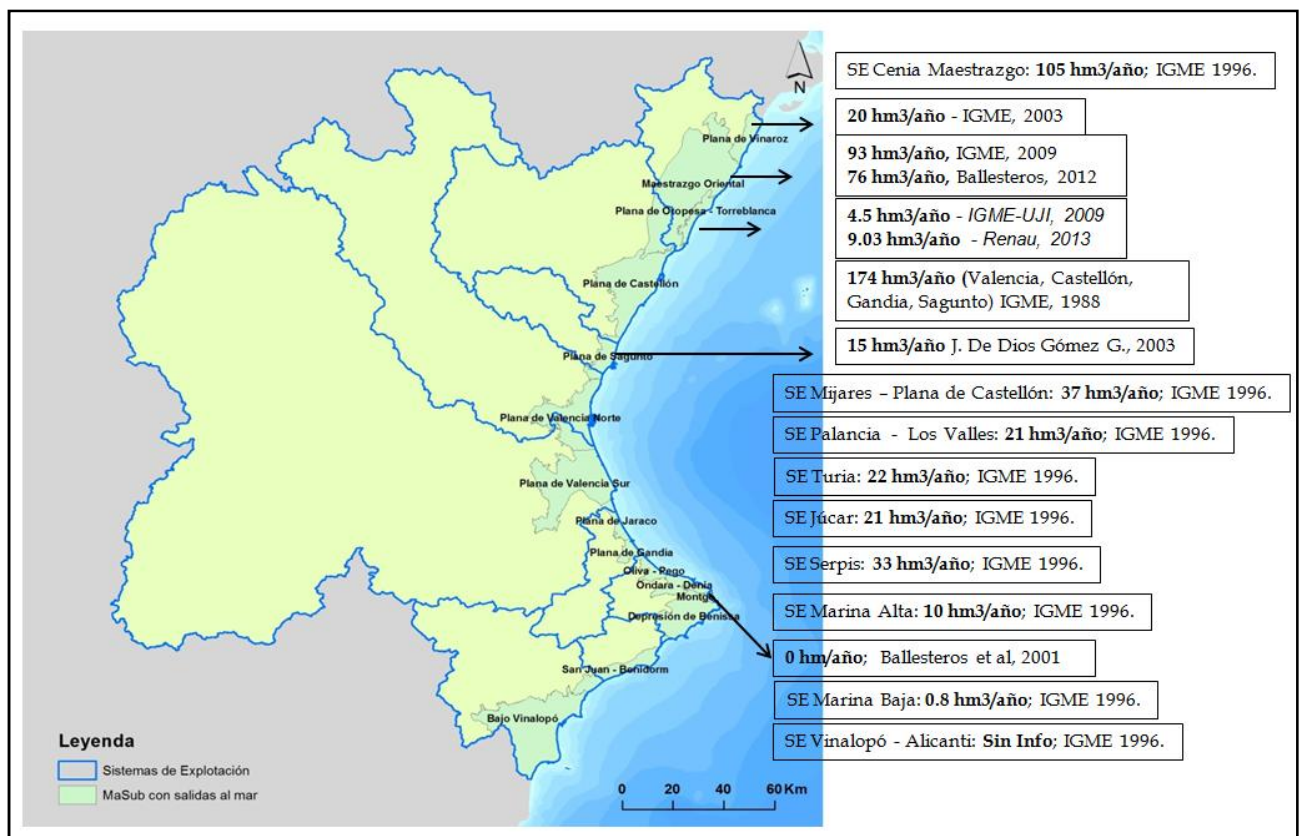 N
SE Cenia Maestrazgo: 105 hm3/año; IGME 1996.
20 hm3/año - IGME, 2003
93 hm3/año, IGME, 2009
76 hm3/año, Ballesteros, 2012
4.5 hm3/año - IGME-UJI, 2009
9.03 hm3/año - Renau, 2013
174 hm3/año (Valencia, Castellón,
Gandia, Sagunto) IGME, 1988
15 hm3/año J. De Dios Gómez G., 2003
SE Mijares – Plana de Castellón: 37 hm3/año; IGME 1996.
SE Palancia - Los Valles: 21 hm3/año; IGME 1996.
SE Turia: 22 hm3/año; IGME 1996.
SE Júcar: 21 hm3/año; IGME 1996.
SE Serpis: 33 hm3/año; IGME 1996.
SE Marina Alta: 10 hm3/año; IGME 1996.
0 hm/año; Ballesteros et al, 2001
SE Marina Baja: 0.8 hm3/año; IGME 1996.
SE Vinalopó - Alicanti: Sin Info; IGME 1996.
Plana de Vinaroz
Maestrazgo Oriental
Plana de Oropesa - Torreblanca
Plana de Castellón
Plana de Sagunto
Plana de Valencia Norte
Plana de Valencia Sur
Plana de Jaraco
Plana de Gandia
Oliva - Pego
Ondara - Denia
Montgó
Depresión de Benissa
San Juan - Benidorm
Bajo Vinalopó
Leyenda
Sistemas de Explotación
MaSub con salidas al mar
0 20 40 60 Km